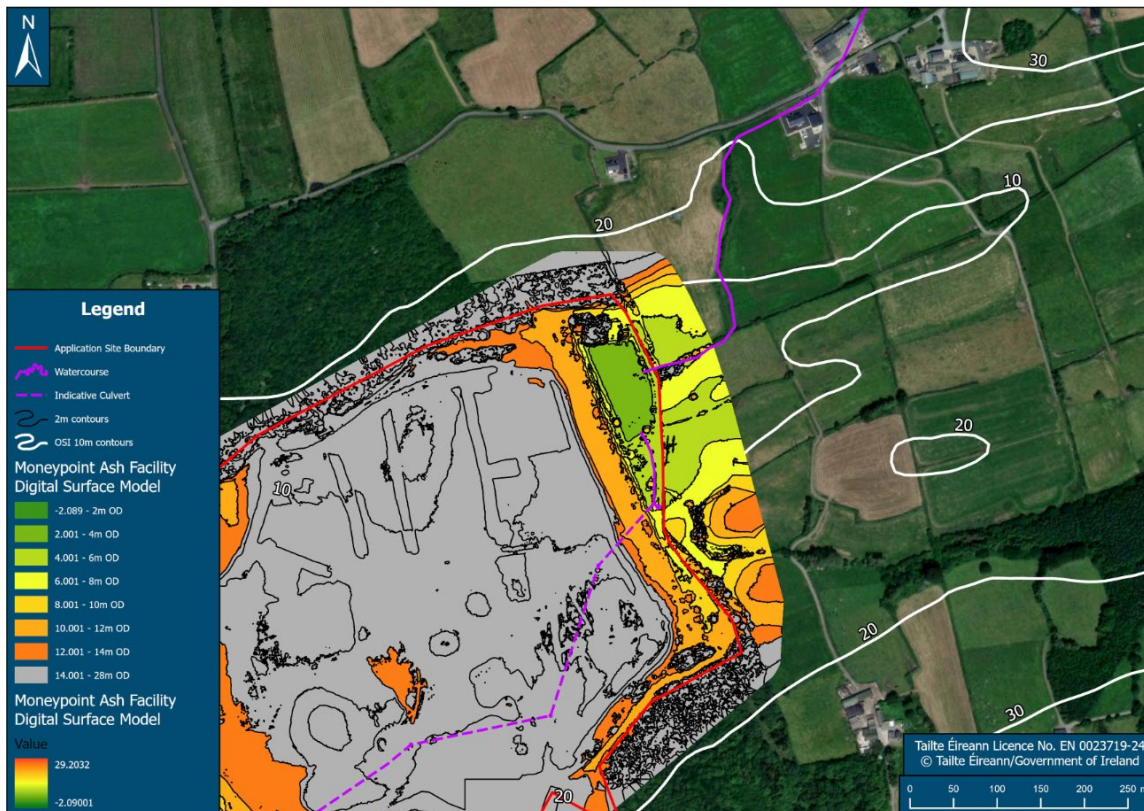 N
30
10
20
20
10
20
30
20
Legend
Application Site Boundary
Watercourse
Indicative Culvert
2m contours
OSI 10m contours
Moneypoint Ash Facility
Digital Surface Model
-2.089 - 2m OD
2.001 - 4m OD
4.001 - 6m OD
6.001 - 8m OD
8.001 - 10m OD
10.001 - 12m OD
12.001 - 14m OD
14.001 - 28m OD
Moneypoint Ash Facility
Digital Surface Model
Value
29.2032
-2.09001
Tailte Éireann Licence No. EN 0023719-24
© Tailte Éireann/Government of Ireland
0 50 100 150 200 250